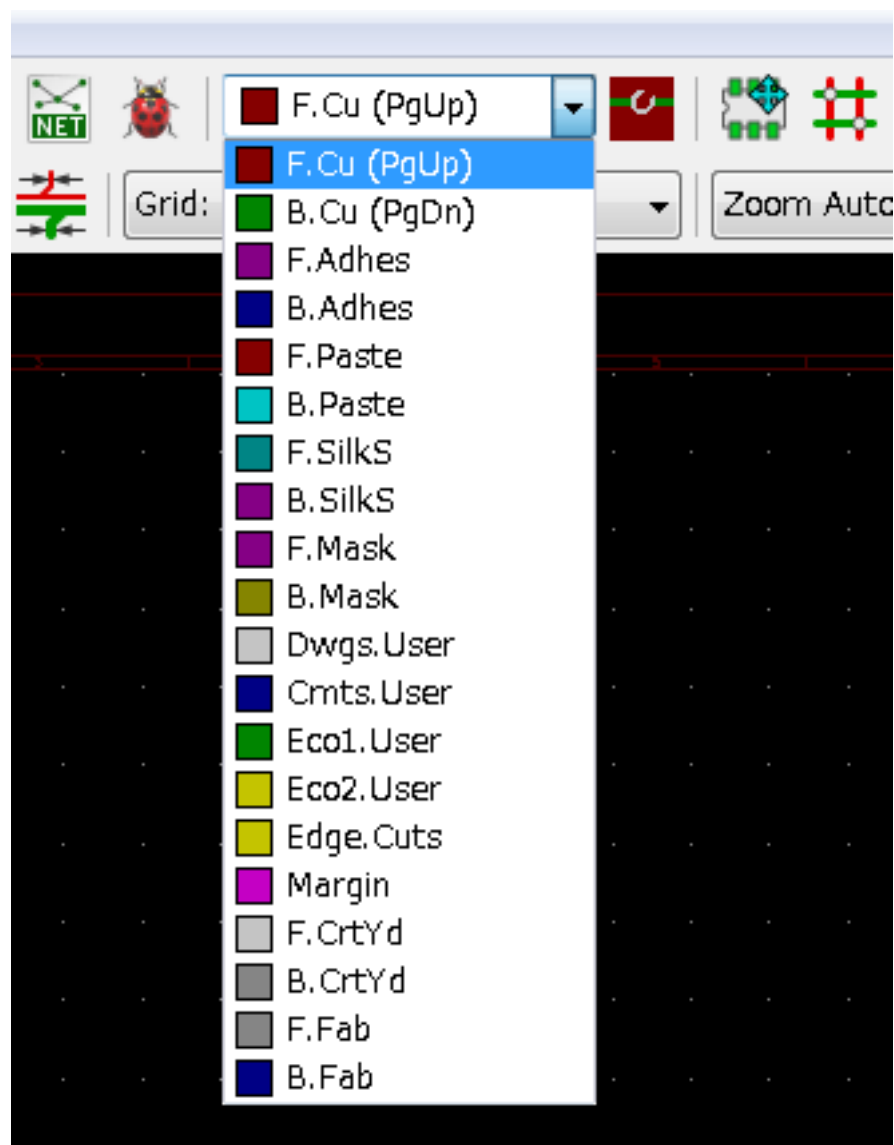 NET
F.Cu (PgUp)
F.Cu (PgUp)
Grid:
Zoom Auto
B.Cu (PgDn)
F.Adhes
B.Adhes
F.Paste
B.Paste
F.SilkS
B.SilkS
F.Mask
B.Mask
Dwgs.User
Cmts.User
Eco1.User
Eco2.User
Edge.Cuts
Margin
F.CrtYd
B.CrtYd
F.Fab
B.Fab